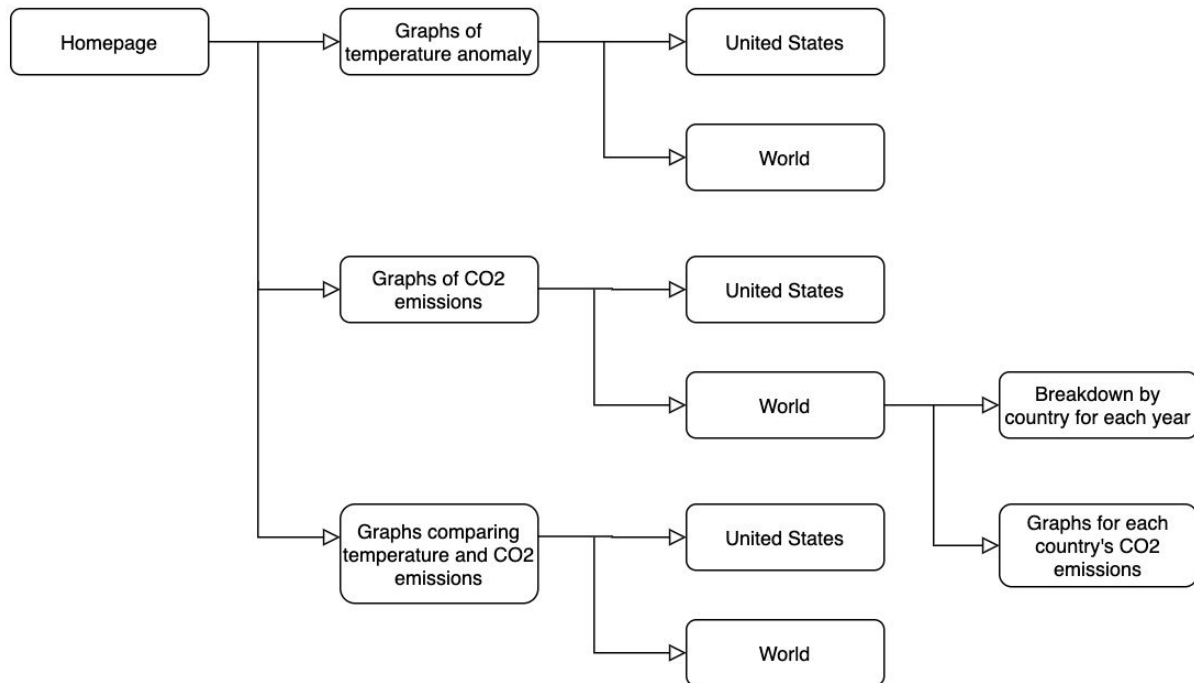 Homepage
Graphs of
temperature anomaly
United States
World
Graphs of CO2
emissions
United States
World
Breakdown by
country for each year
Graphs for each
country's CO2
emissions
Graphs comparing
temperature and CO2
emissions
United States
World